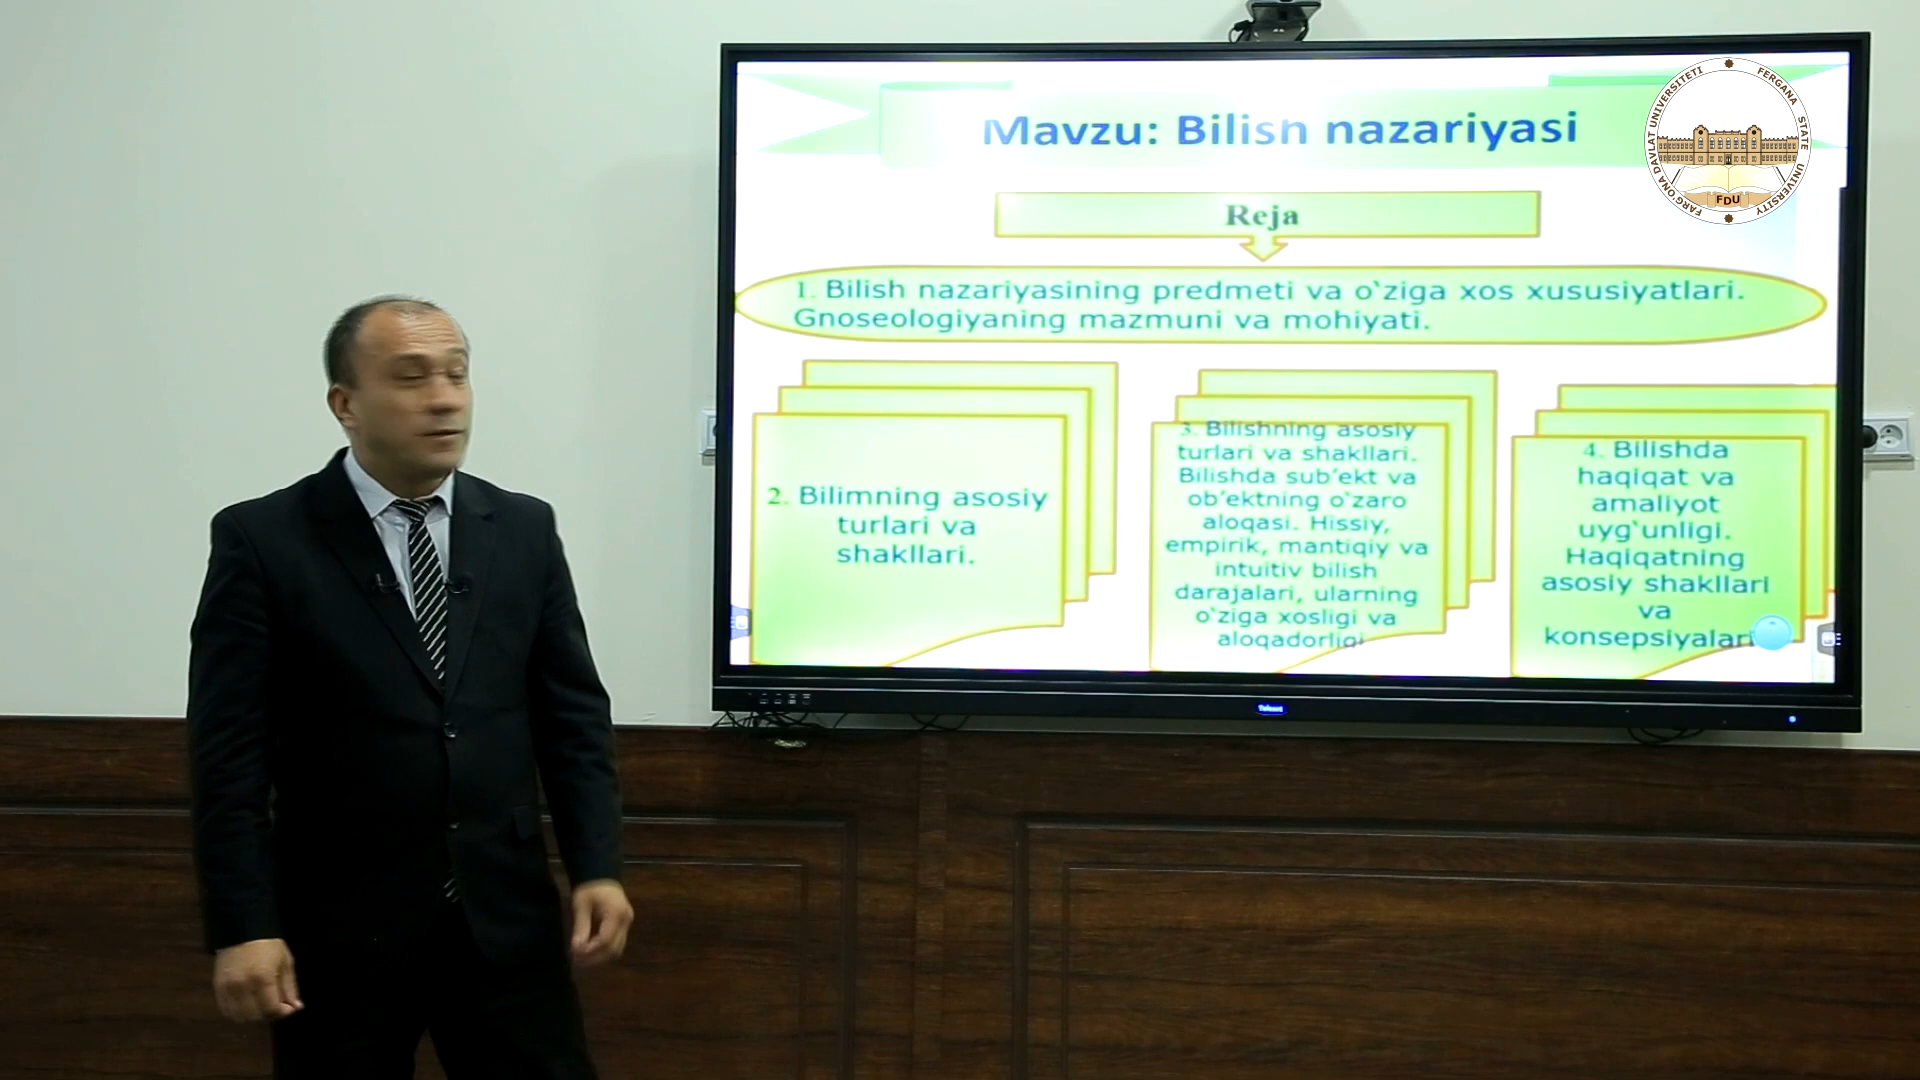 Mavzu: Bilish nazariyasi
FARG'ONA DAVLAT UNIVERSITETI
FERGANA STATE UNIVERSITY
FDU
Reja
1. Bilish nazariyasining predmeti va o‘ziga xos xususiyatlari.
Gnoseologiyaning mazmuni va mohiyati.
2. Bilimning asosiy
turlari va
shakllari.
3. Bilishning asosiy
turlari va shakllari.
Bilishda sub’ekt va
ob’ektning o‘zaro
aloqasi. Hissiy,
empirik, mantiqiy va
intuitiv bilish
darajalari, ularning
o‘ziga xosligi va
aloqadorligi
4. Bilishda
haqiqat va
amaliyot
uyg‘unligi.
Haqiqatning
asosiy shakllari
va
konsepsiyalari